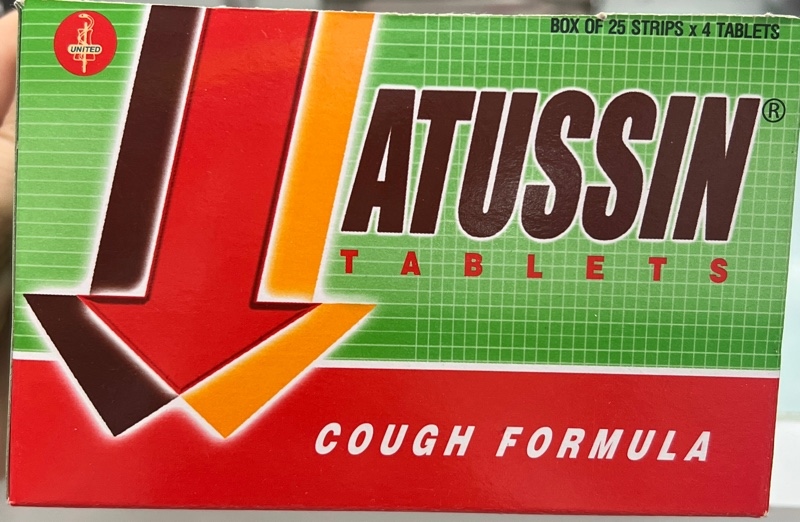 UNITED
BOX OF 25 STRIPS x 4 TABLETS
ATUSSIN®
TABLETS
COUGH FORMULA